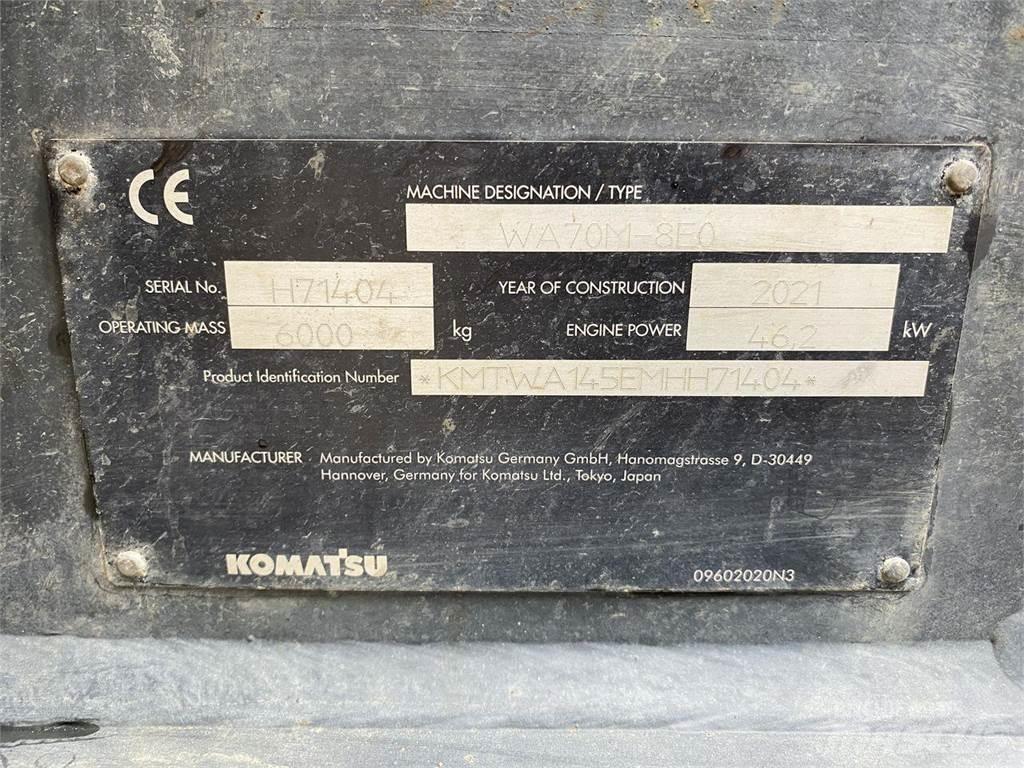 CE
MACHINE DESIGNATION / TYPE
WA70M-8E0
SERIAL No. H71404 YEAR OF CONSTRUCTION 2021
OPERATING MASS 6000 kg ENGINE POWER 46,2 kW
Product Identification Number *KMTWA145EMHH71404*
MANUFACTURER Manufactured by Komatsu Germany GmbH, Hanomagstrasse 9, D-30449
Hannover, Germany for Komatsu Ltd., Tokyo, Japan
KOMATSU 09602020N3